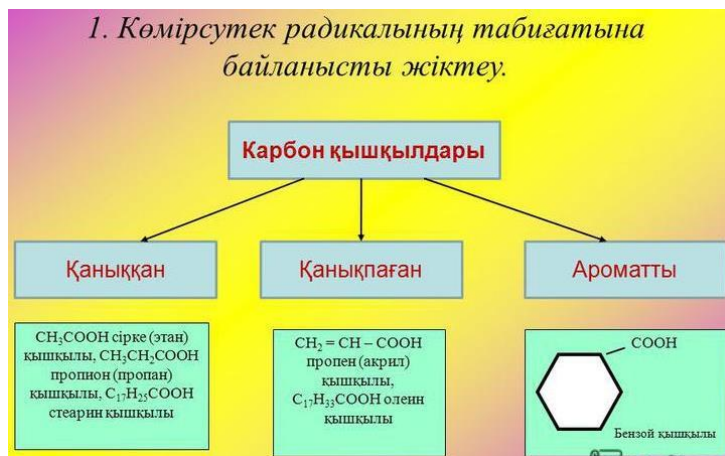 1. Көмірсутек радикалының табиғатына
байланысты жіктеу.
Карбон қышқылдары
Қаныққан
Қанықпаған
Ароматты
CH₃COOH сірке (этан)
қышқылы, CH₃CH₂COOH
пропион (пропан)
қышқылы, C₁₇H₂₅COOH
стеарин қышқылы
CH₂ = CH – COOH
пропен (акрил)
қышқылы,
C₁₇H₃₃COOH олеин
қышқылы
COOH
Бензой қышқылы